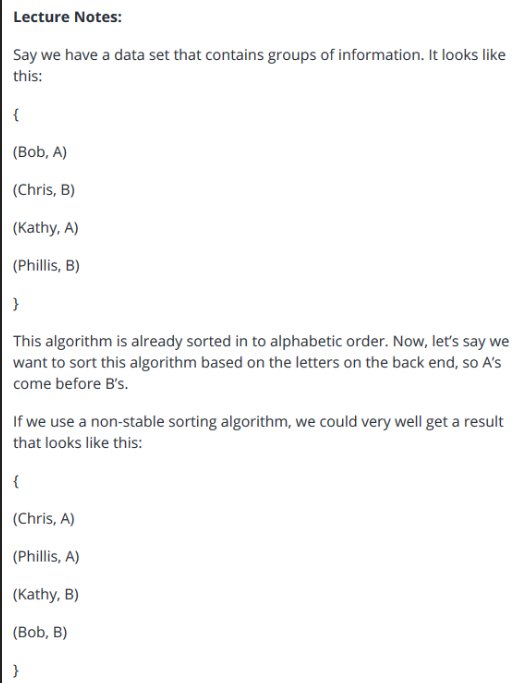 Lecture Notes:
Say we have a data set that contains groups of information. It looks like
this:
{
(Bob, A)
(Chris, B)
(Kathy, A)
(Phillis, B)
}
This algorithm is already sorted in to alphabetic order. Now, let’s say we
want to sort this algorithm based on the letters on the back end, so A’s
come before B’s.
If we use a non-stable sorting algorithm, we could very well get a result
that looks like this:
{
(Chris, A)
(Phillis, A)
(Kathy, B)
(Bob, B)
}